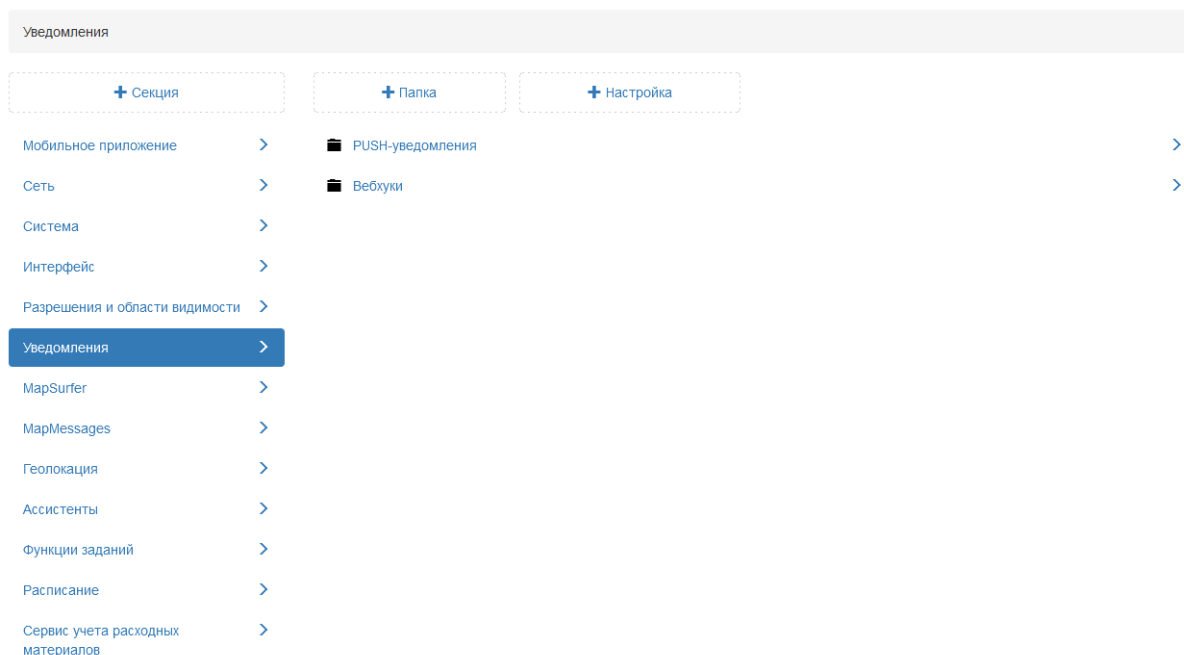 Уведомления
Секция
Папка
Настройка
Мобильное приложение
PUSH-уведомления
Сеть
Вебхуки
Система
Интерфейс
Разрешения и области видимости
Уведомления
MapSurfer
MapMessages
Геолокация
Ассистенты
Функции заданий
Расписание
Сервис учета расходных
материалов